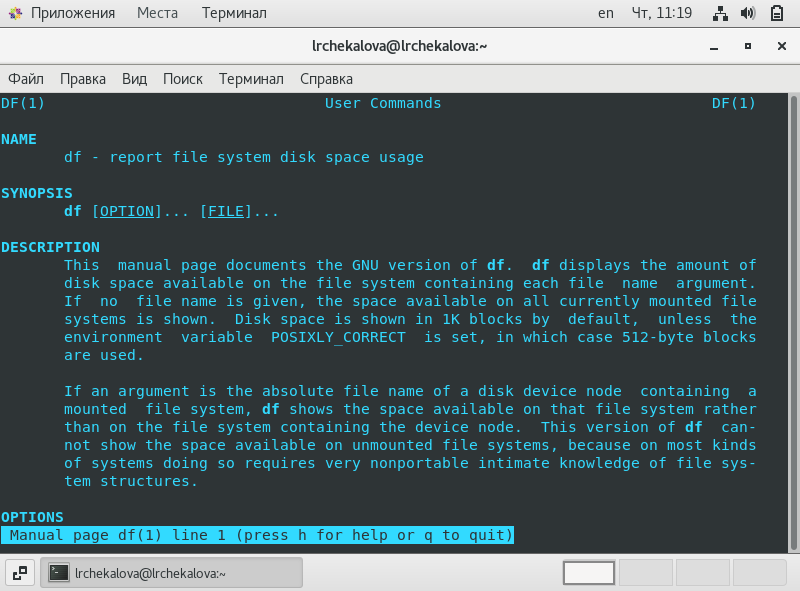 Приложения Места Терминал en Чт, 11:19
lrchekalova@lrchekalova:~
Файл Правка Вид Поиск Терминал Справка
DF(1) User Commands DF(1)
NAME
df - report file system disk space usage
SYNOPSIS
df [OPTION]... [FILE]...
DESCRIPTION
This manual page documents the GNU version of df. df displays the amount of
disk space available on the file system containing each file name argument.
If no file name is given, the space available on all currently mounted file
systems is shown. Disk space is shown in 1K blocks by default, unless the
environment variable POSIXLY_CORRECT is set, in which case 512-byte blocks
are used.
If an argument is the absolute file name of a disk device node containing a
mounted file system, df shows the space available on that file system rather
than on the file system containing the device node. This version of df can-
not show the space available on unmounted file systems, because on most kinds
of systems doing so requires very nonportable intimate knowledge of file sys-
tem structures.
OPTIONS
Manual page df(1) line 1 (press h for help or q to quit)
lrchekalova@lrchekalova:~